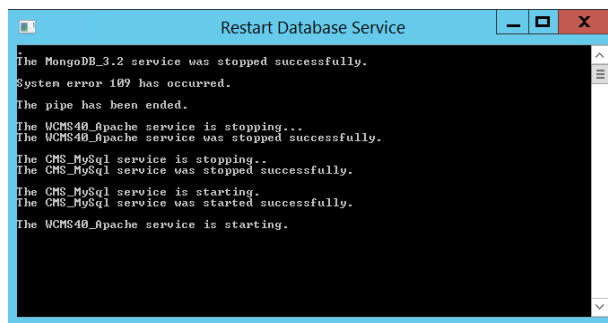 Restart Database Service
.
The MongoDB_3.2 service was stopped successfully.
System error 109 has occurred.
The pipe has been ended.
The WCMS40_Apache service is stopping...
The WCMS40_Apache service was stopped successfully.
The CMS_MySql service is stopping..
The CMS_MySql service was stopped successfully.
The CMS_MySql service is starting.
The CMS_MySql service was started successfully.
The WCMS40_Apache service is starting.